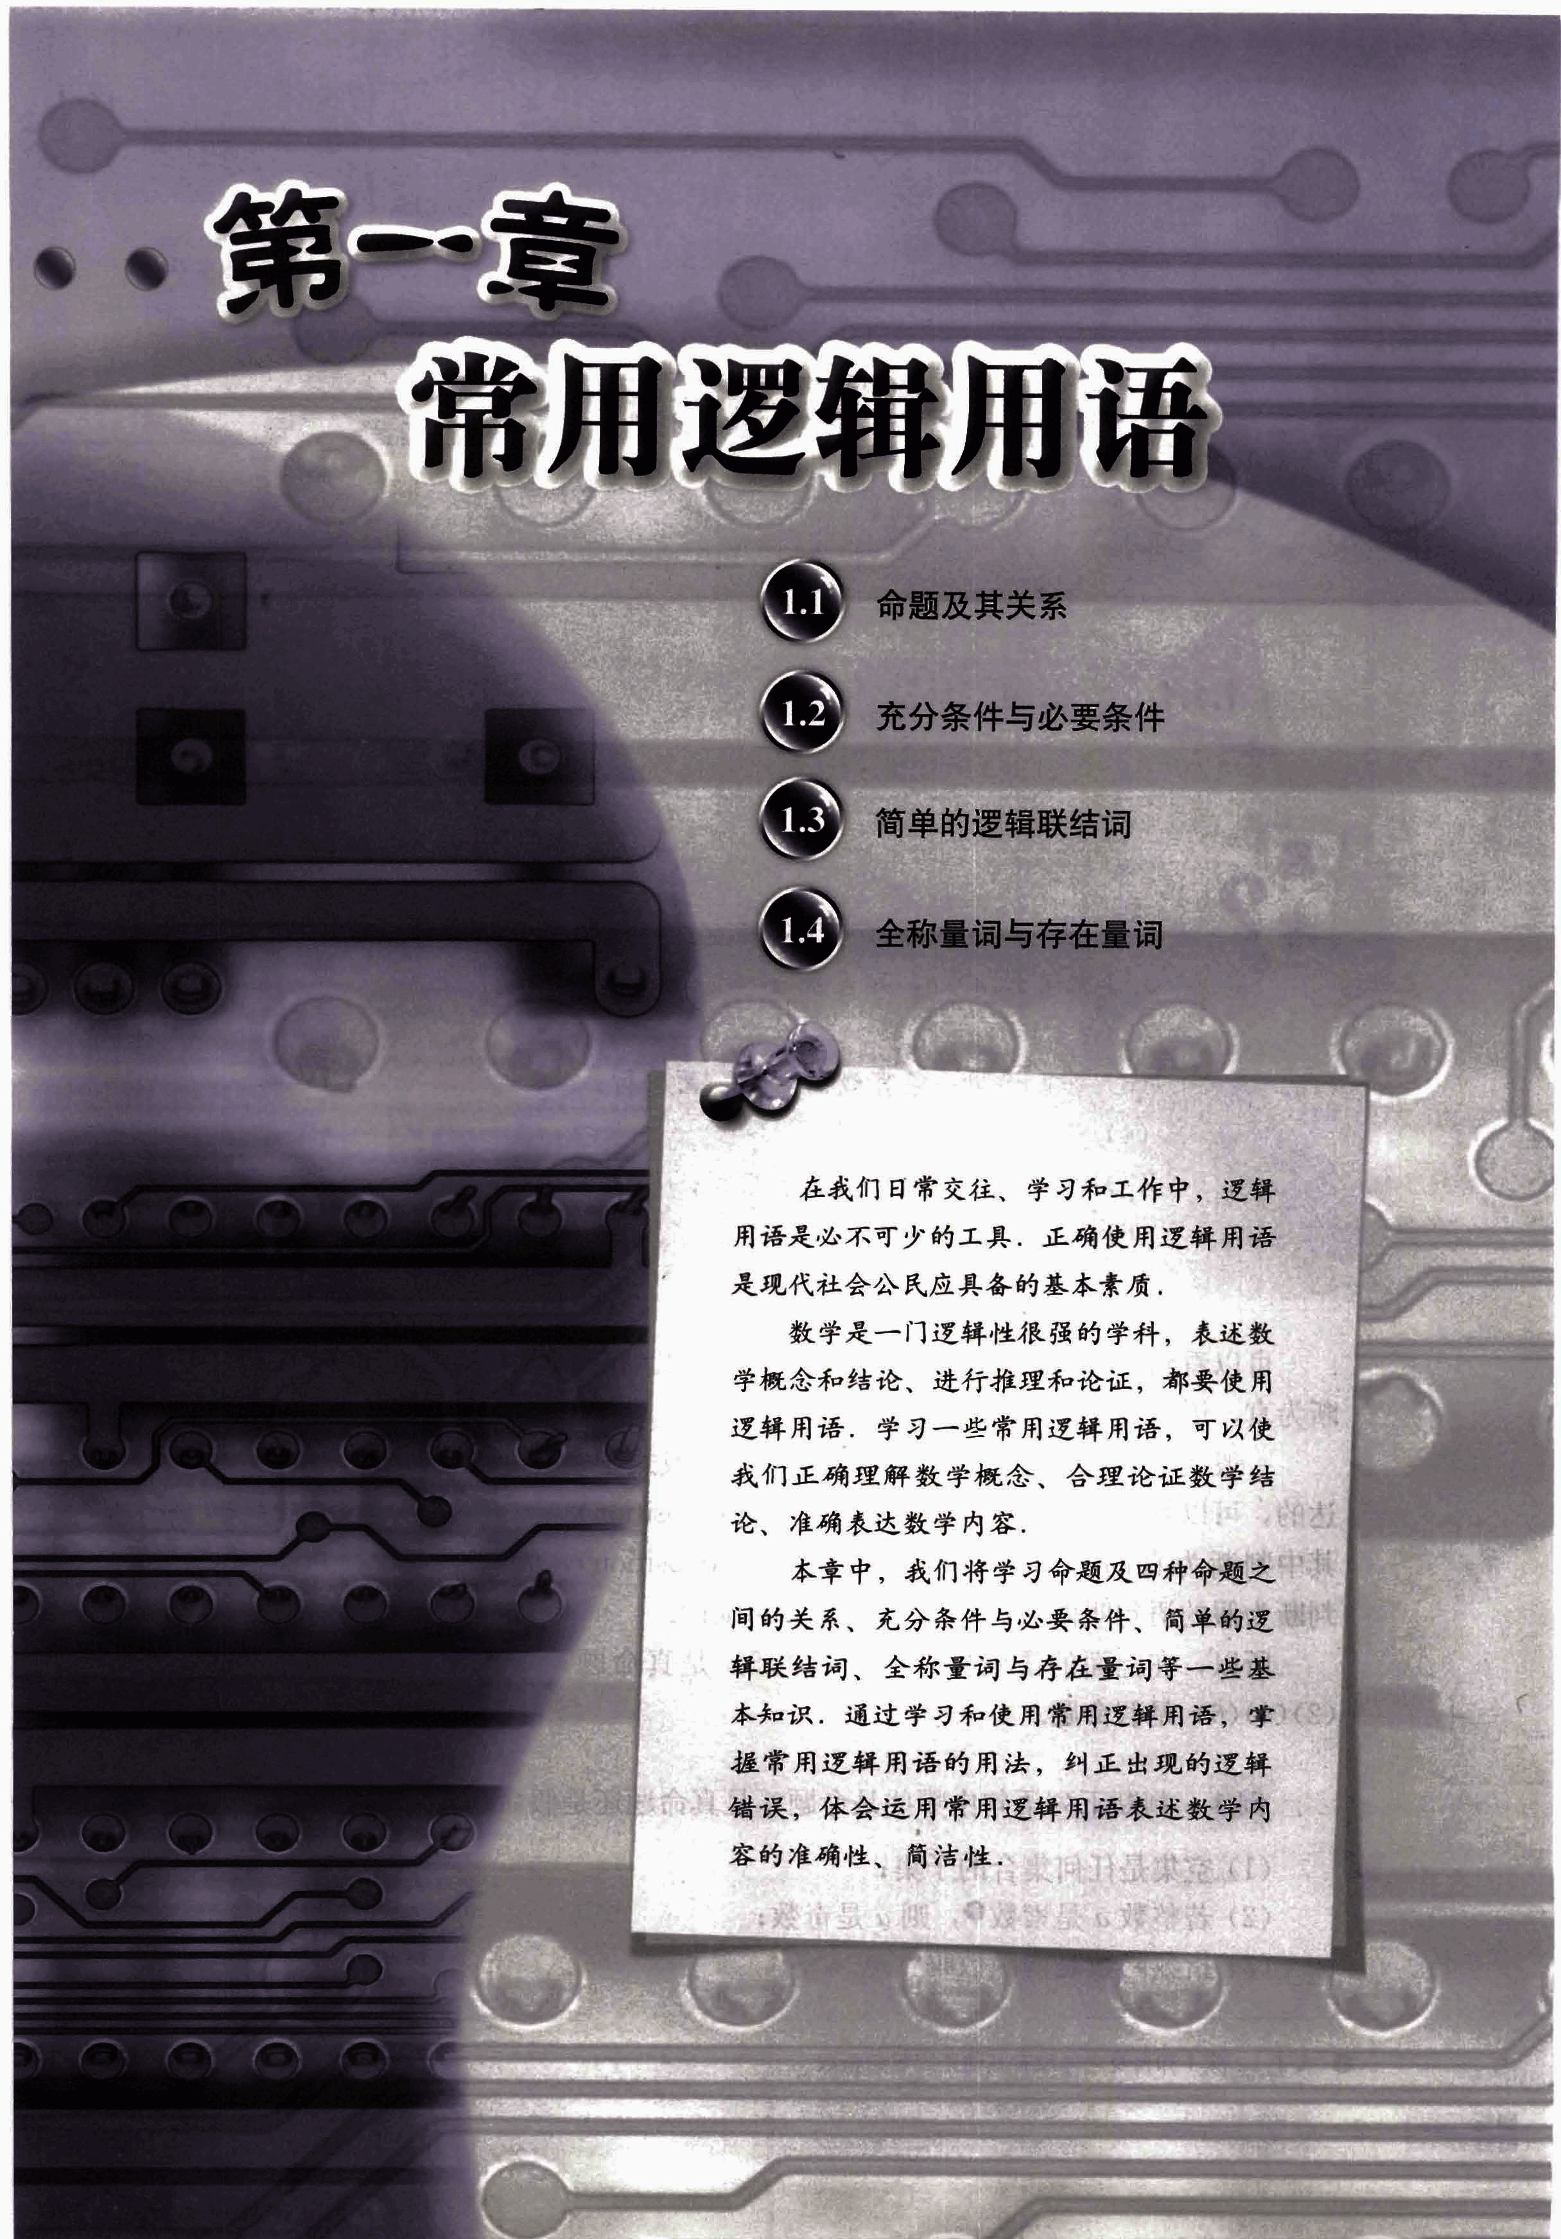 第一章
常用逻辑用语
1.1 命题及其关系
1.2 充分条件与必要条件
1.3 简单的逻辑联结词
1.4 全称量词与存在量词
在我们日常交往、学习和工作中，逻辑
用语是必不可少的工具．正确使用逻辑用语
是现代社会公民应具备的基本素质．
数学是一门逻辑性很强的学科，表述数
学概念和结论、进行推理和论证，都要使用
逻辑用语．学习一些常用逻辑用语，可以使
我们正确理解数学概念、合理论证数学结
论、准确表达数学内容．
本章中，我们将学习命题及四种命题之
间的关系、充分条件与必要条件、简单的逻
辑联结词、全称量词与存在量词等一些基
本知识．通过学习和使用常用逻辑用语，掌
握常用逻辑用语的用法，纠正出现的逻辑
错误，体会运用常用逻辑用语表述数学内
容的准确性、简洁性．